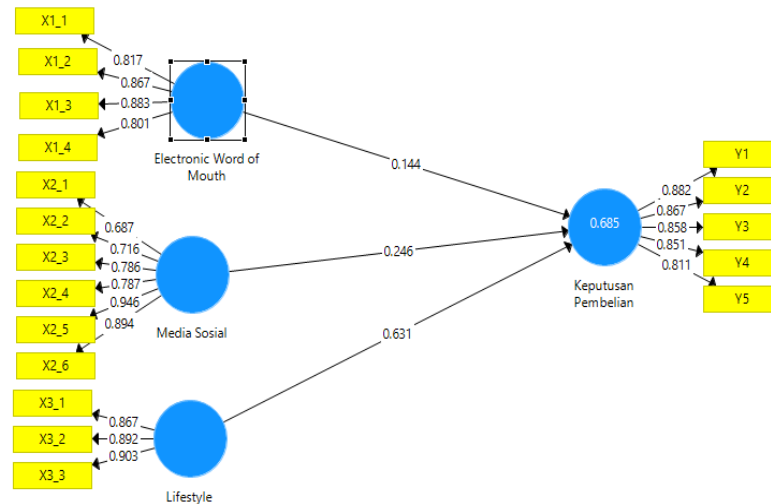 X1_1
0.817
X1_2
0.867
X1_3
0.883
X1_4
0.801
Electronic Word of
Mouth
0.144
X2_1
0.687
X2_2
0.716
X2_3
0.786
X2_4
0.787
X2_5
0.946
X2_6
0.894
Media Sosial
0.246
X3_1
0.867
X3_2
0.892
X3_3
0.903
Lifestyle
0.631
0.685
Keputusan
Pembelian
Y1
0.882
Y2
0.867
Y3
0.858
Y4
0.851
Y5
0.811